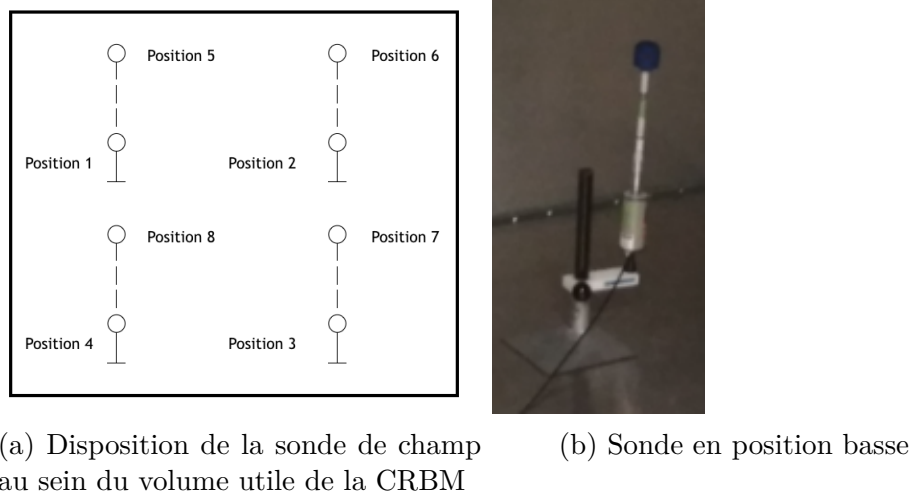 Position 5
Position 6
Position 1
Position 2
Position 8
Position 7
Position 4
Position 3
(a) Disposition de la sonde de champ
au sein du volume utile de la CRBM
(b) Sonde en position basse